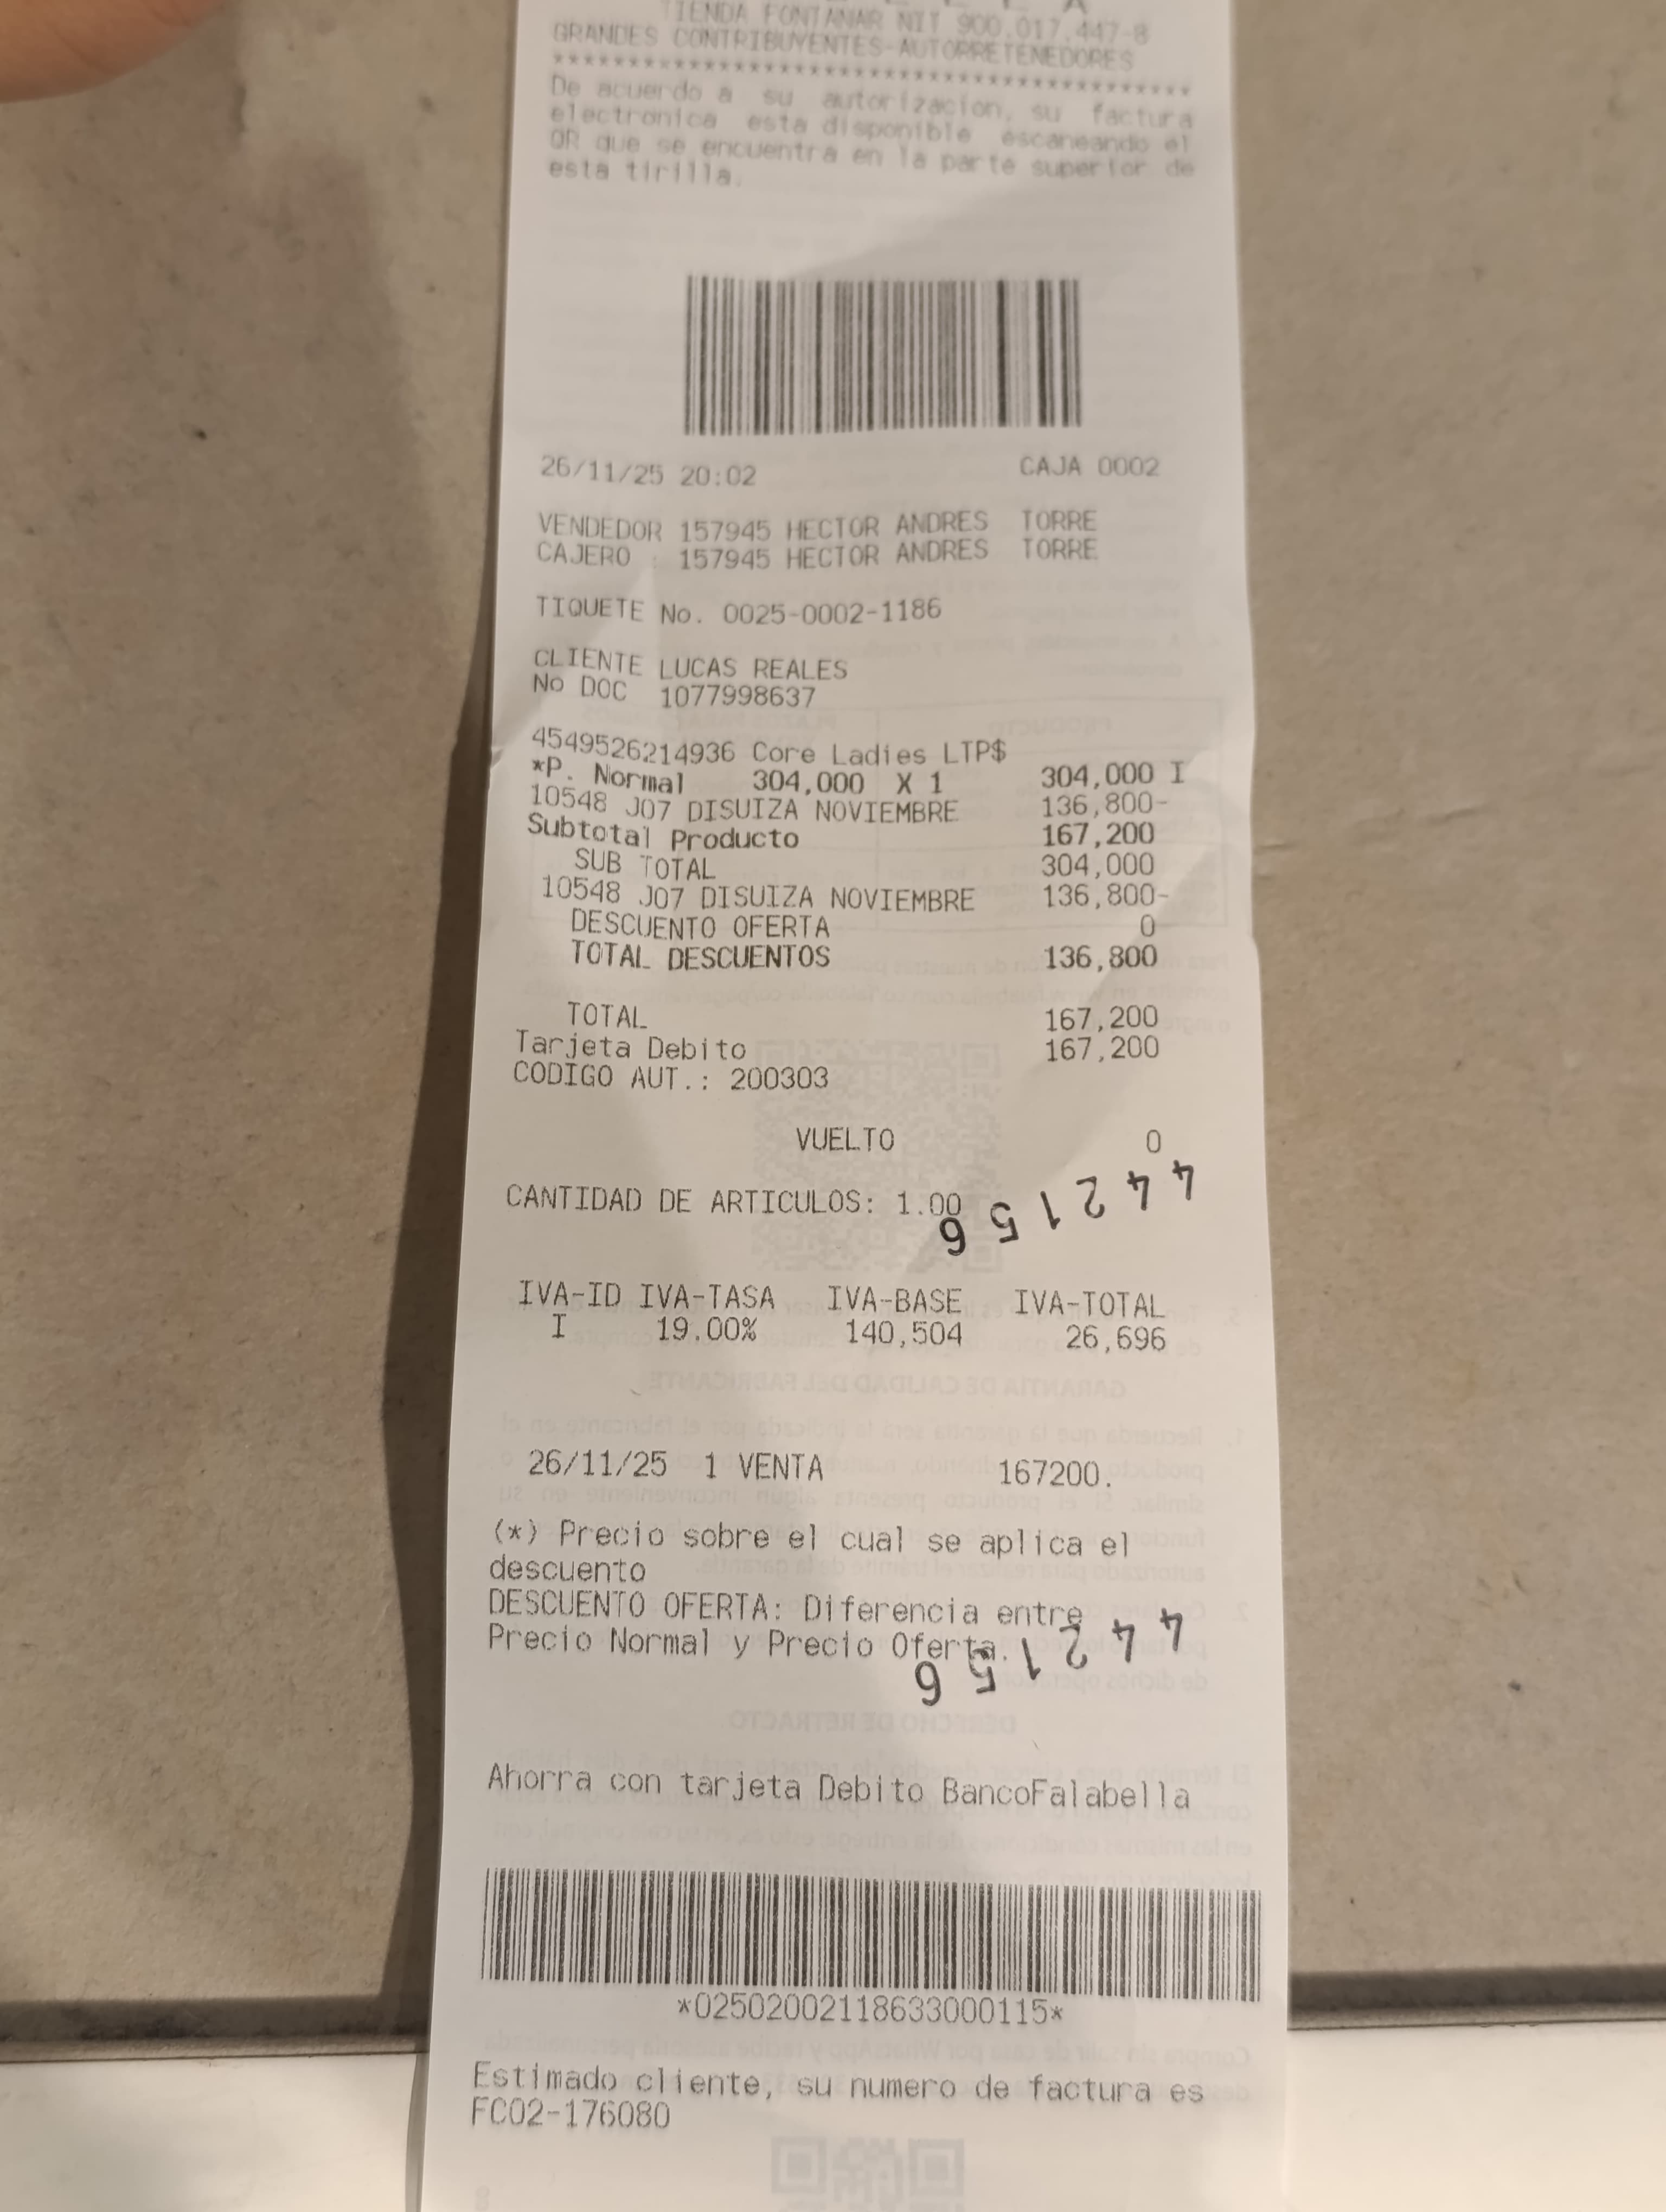 TIENDA FONTANAR NIT 900.017.447-8
GRANDES CONTRIBUYENTES-AUTORRETENEDORES
*****************************************
De acuerdo a su autorizacion, su factura
electronica esta disponible escaneando el
QR que se encuentra en la parte superior de
esta tirilla.
26/11/25 20:02 CAJA 0002
VENDEDOR 157945 HECTOR ANDRES TORRE
CAJERO : 157945 HECTOR ANDRES TORRE
TIQUETE No. 0025-0002-1186
CLIENTE LUCAS REALES
No DOC 1077998637
4549526214936 Core Ladies LTP$
*P. Normal 304,000 X 1 304,000 I
10548 J07 DISUIZA NOVIEMBRE 136,800-
Subtotal Producto 167,200
SUB TOTAL 304,000
10548 J07 DISUIZA NOVIEMBRE 136,800-
DESCUENTO OFERTA 0
TOTAL DESCUENTOS 136,800
TOTAL 167,200
Tarjeta Debito 167,200
CODIGO AUT.: 200303
VUELTO 0
CANTIDAD DE ARTICULOS: 1.00
442156
IVA-ID IVA-TASA IVA-BASE IVA-TOTAL
I 19.00% 140,504 26,696
GARANTÍA DE CALIDAD DEL FABRICANTE
26/11/25 1 VENTA 167200.
(*) Precio sobre el cual se aplica el
descuento
DESCUENTO OFERTA: Diferencia entre
Precio Normal y Precio Oferta.
442156
DERECHO DE RETRACTO
Ahorra con tarjeta Debito BancoFalabella
*02502002118633000115*
Estimado cliente, su numero de factura es
FC02-176080